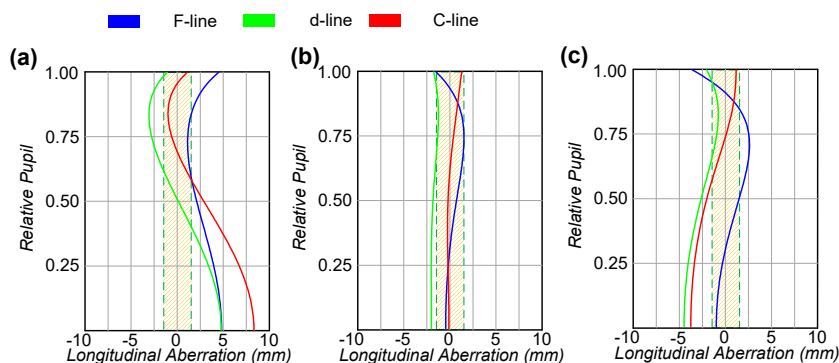 F-line d-line C-line
(a) (b) (c)
1.00 1.00 1.00
0.75 0.75 0.75
0.50 0.50 0.50
0.25 0.25 0.25
Relative Pupil Relative Pupil Relative Pupil
-10 -5 0 5 10 -10 -5 0 5 10 -10 -5 0 5 10
Longitudinal Aberration (mm) Longitudinal Aberration (mm) Longitudinal Aberration (mm)